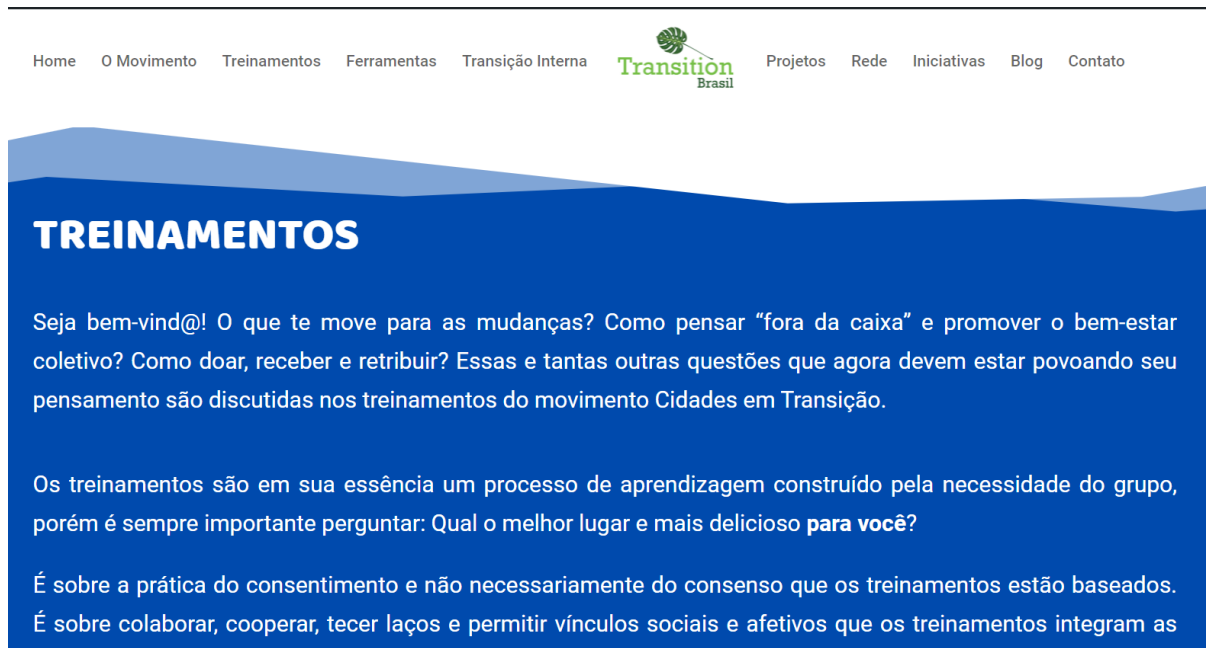 Home O Movimento Treinamentos Ferramentas Transição Interna Transition Brasil Projetos Rede Iniciativas Blog Contato
TREINAMENTOS
Seja bem-vind@! O que te move para as mudanças? Como pensar “fora da caixa” e promover o bem-estar
coletivo? Como doar, receber e retribuir? Essas e tantas outras questões que agora devem estar povoando seu
pensamento são discutidas nos treinamentos do movimento Cidades em Transição.
Os treinamentos são em sua essência um processo de aprendizagem construído pela necessidade do grupo,
porém é sempre importante perguntar: Qual o melhor lugar e mais delicioso para você?
É sobre a prática do consentimento e não necessariamente do consenso que os treinamentos estão baseados.
É sobre colaborar, cooperar, tecer laços e permitir vínculos sociais e afetivos que os treinamentos integram as